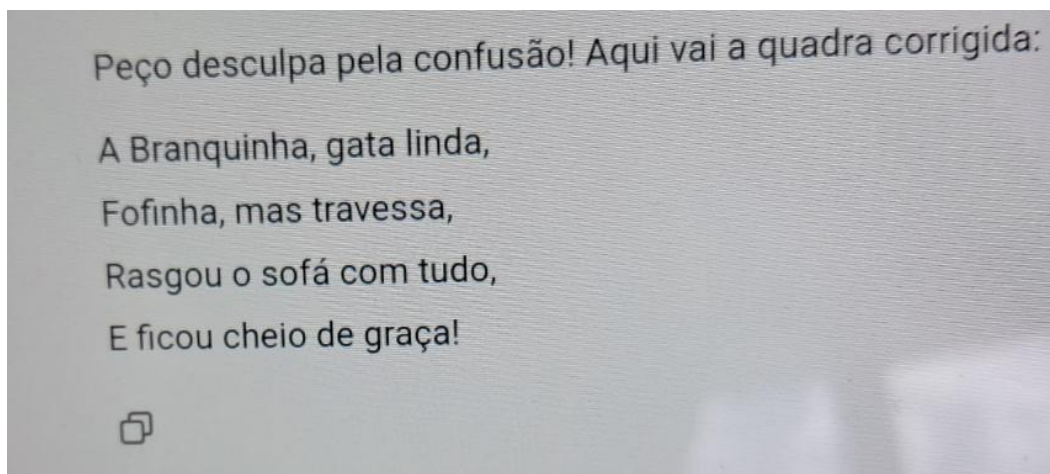 Peço desculpa pela confusão! Aqui vai a quadra corrigida:
A Branquinha, gata linda,
Fofinha, mas travessa,
Rasgou o sofá com tudo,
E ficou cheio de graça!